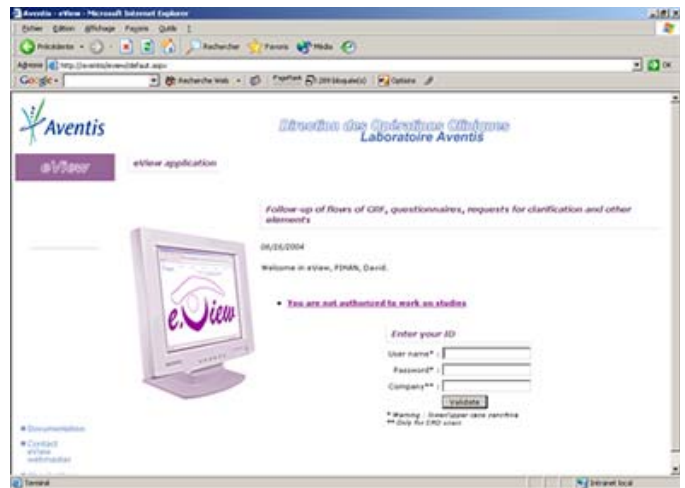 Aventis - eView - Microsoft Internet Explorer
Fichier Edition Affichage Favoris Outils ?
Précédente Rechercher Favoris Média
Adresse http://aventis/eview/default.aspx OK
Google Recherche Web PageRank Options
Aventis
Direction des Opérations Cliniques
Laboratoire Aventis
eView
eView application
Follow-up of flows of CRF, questionnaires, requests for clarification and other
elements
Welcome in eView, PIMAN, David.
You are not authorized to work on studies
e.View
Enter your ID
User name* :
Password* :
Company** :
Validate
* Warning : lower/upper case sensitive
** Only for CRO users
Documentation
Contact
eView
webmaster
Terminé
Intranet local